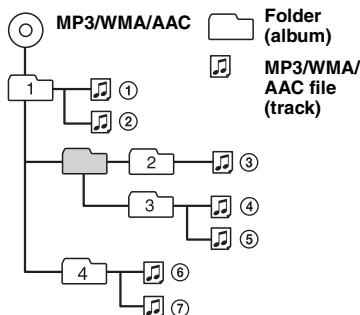 MP3/WMA/AAC
Folder
(album)
MP3/WMA/
AAC file
(track)
1
①
②
2
③
3
④
⑤
4
⑥
⑦